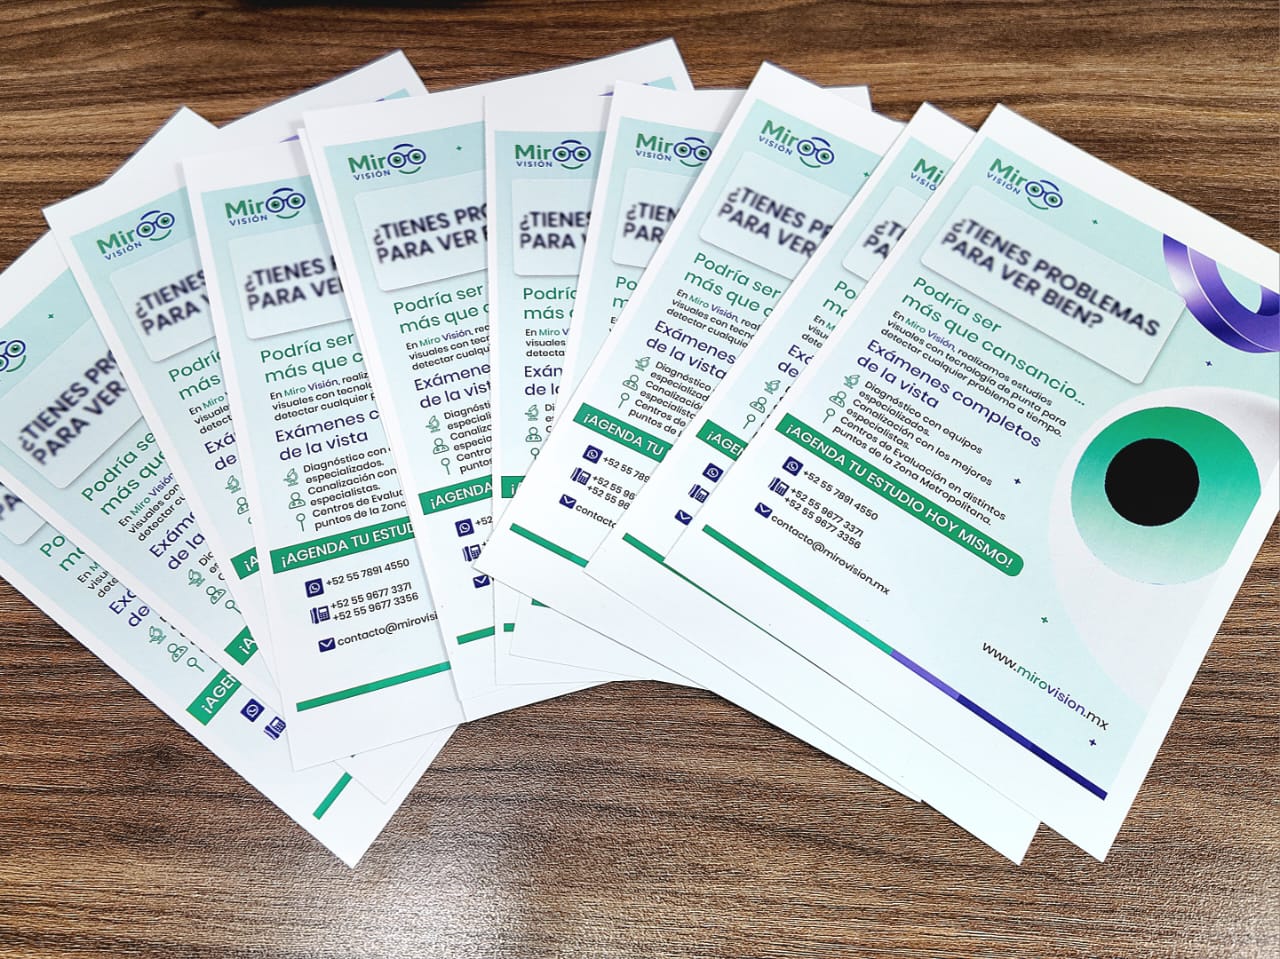 Miro
VISIÓN
¿TIENES PROBLEMAS
PARA VER BIEN?
Podría ser
más que cansancio...
En Miro Visión, realizamos estudios
visuales con tecnología de punta para
detectar cualquier problema a tiempo.
Exámenes completos
de la vista
Diagnóstico con equipos
especializados.
Canalización con los mejores
especialistas.
Centros de Evaluación en distintos
puntos de la Zona Metropolitana.
¡AGENDA TU ESTUDIO HOY MISMO!
+52 55 7891 4550
+52 55 9677 3371
+52 55 9677 3356
contacto@mirovision.mx
www.mirovision.mx